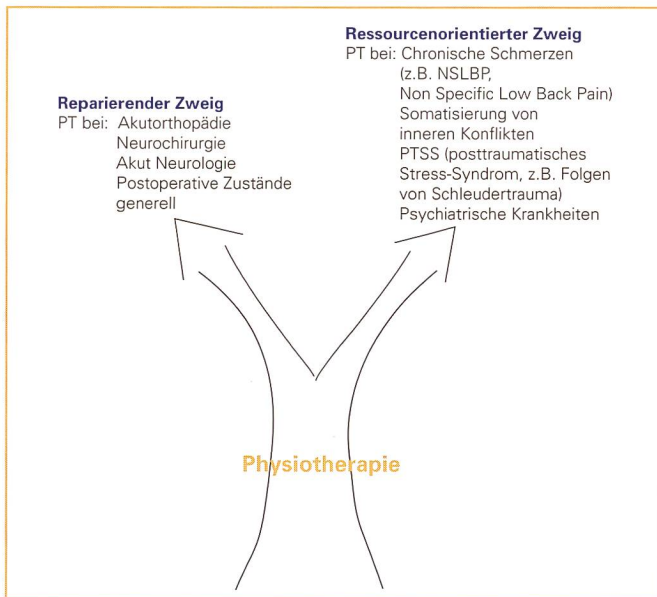 Reparierender Zweig
PT bei: Akutorthopädie
Neurochirurgie
Akut Neurologie
Postoperative Zustände
generell
Ressourcenorientierter Zweig
PT bei: Chronische Schmerzen
(z.B. NSLBP,
Non Specific Low Back Pain)
Somatisierung von
inneren Konflikten
PTSS (posttraumatisches
Stress-Syndrom, z.B. Folgen
von Schleudertrauma)
Psychiatrische Krankheiten
Physiotherapie